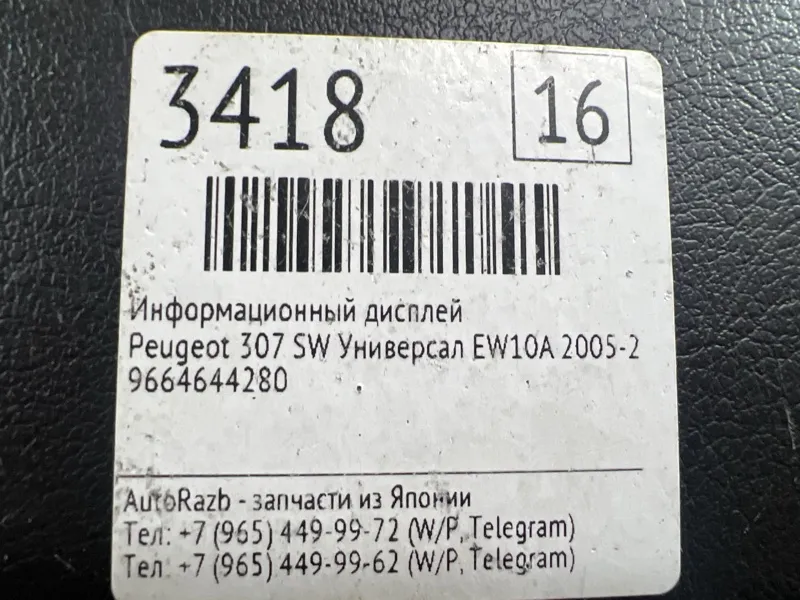 3418
16
Информационный дисплей
Peugeot 307 SW Универсал EW10A 2005-2
9664644280
AutoRazb - запчасти из Японии
Тел: +7 (965) 449-99-72 (W/P, Telegram)
Тел: +7 (965) 449-99-62 (W/P, Telegram)